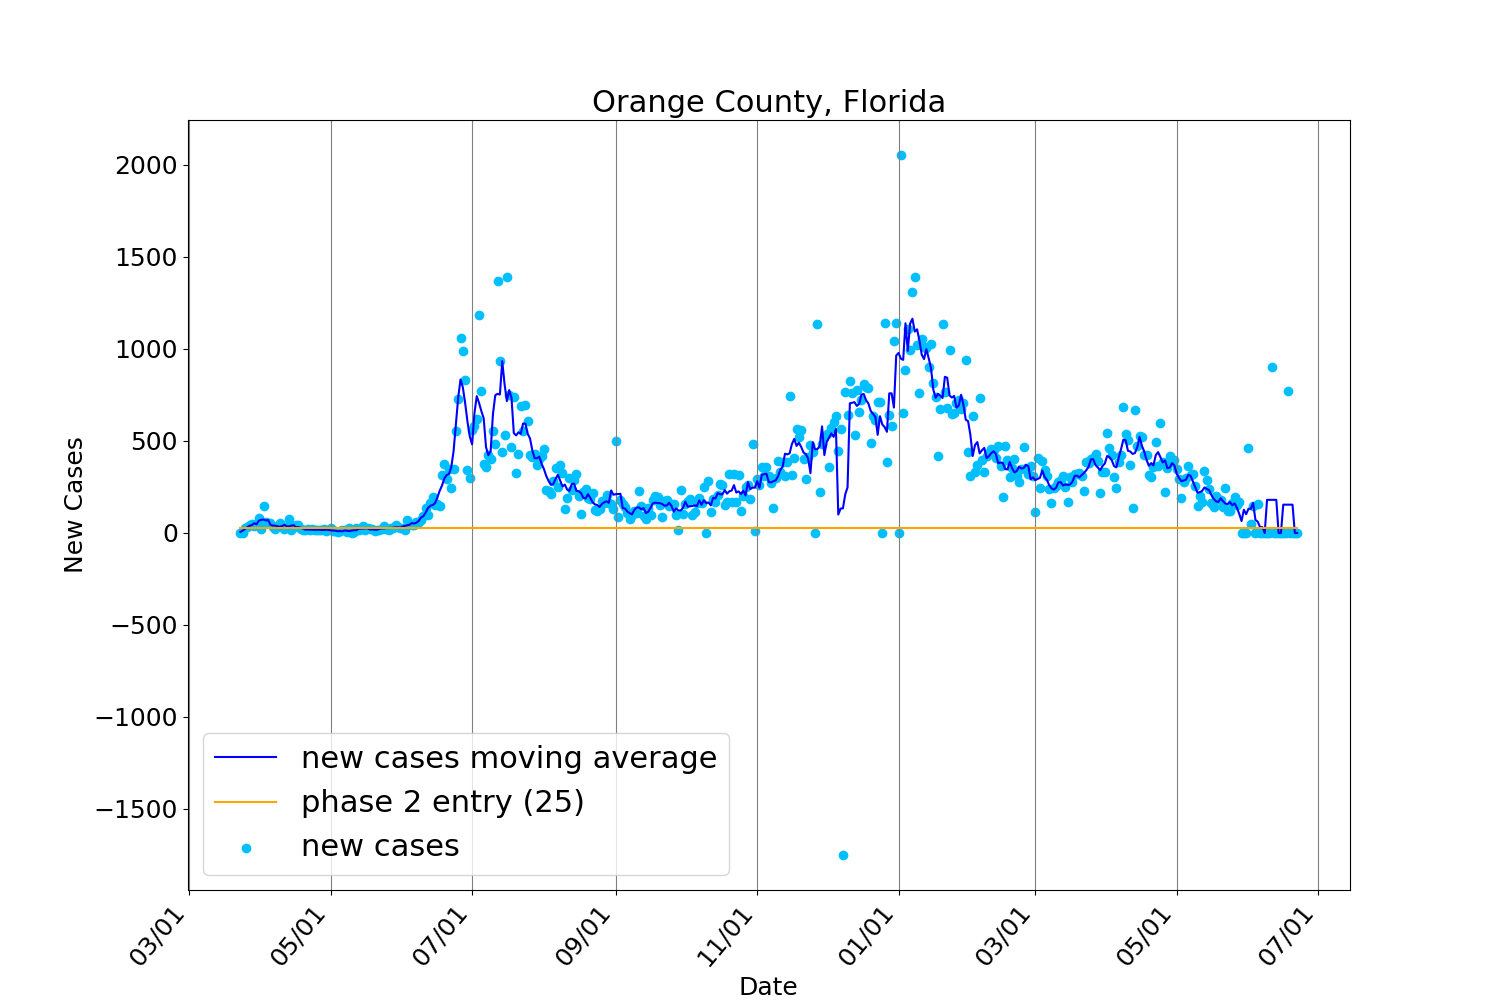 Orange County, Florida
New Cases
2000
1500
1000
500
0
−500
−1000
−1500
new cases moving average
phase 2 entry (25)
new cases
03/01
05/01
07/01
09/01
11/01
01/01
03/01
05/01
07/01
Date